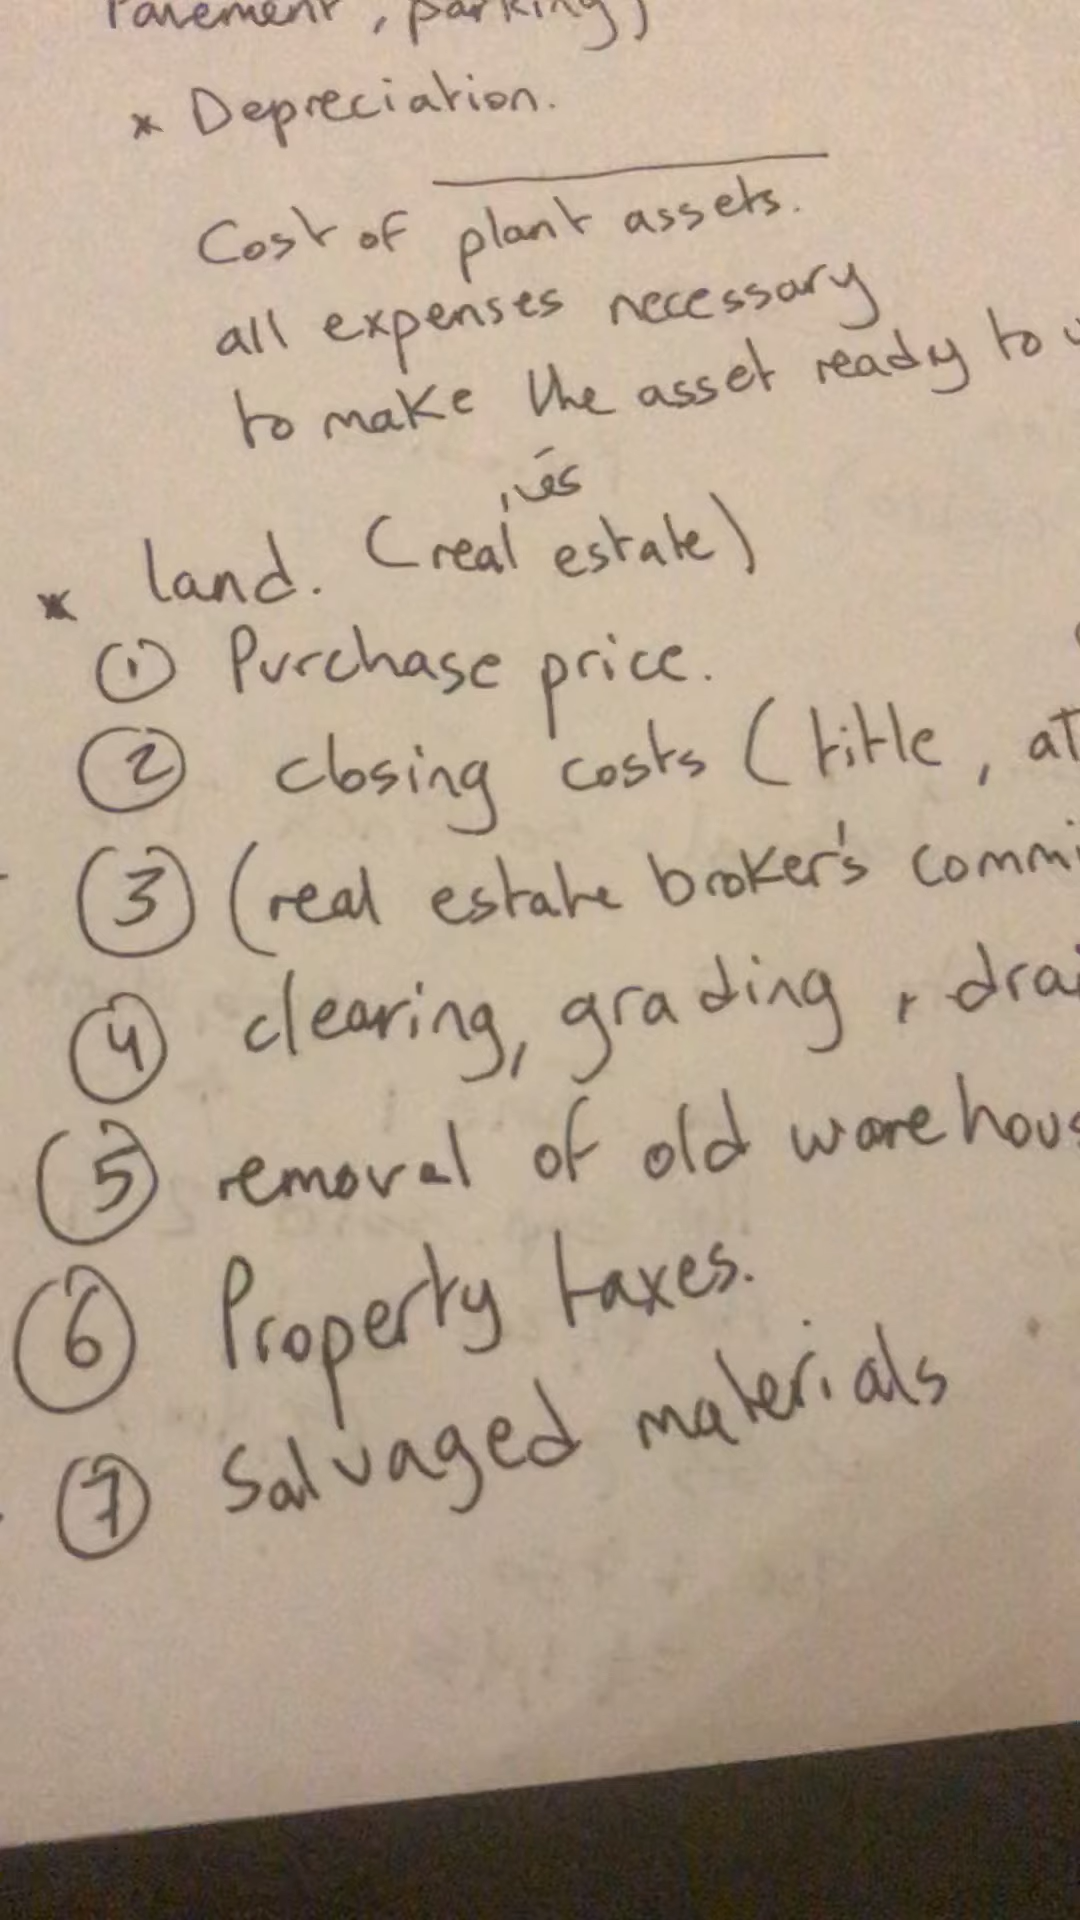 Pavement, parking)
* Depreciation.
Cost of plant assets.
all expenses necessary
to make the asset ready to
عقار
* land. (real estate)
① Purchase price.
② closing costs (title,
③ (real estate broker's
④ clearing, grading,
⑤ removal of old
⑥ Property taxes.
⑦ Salvaged materials